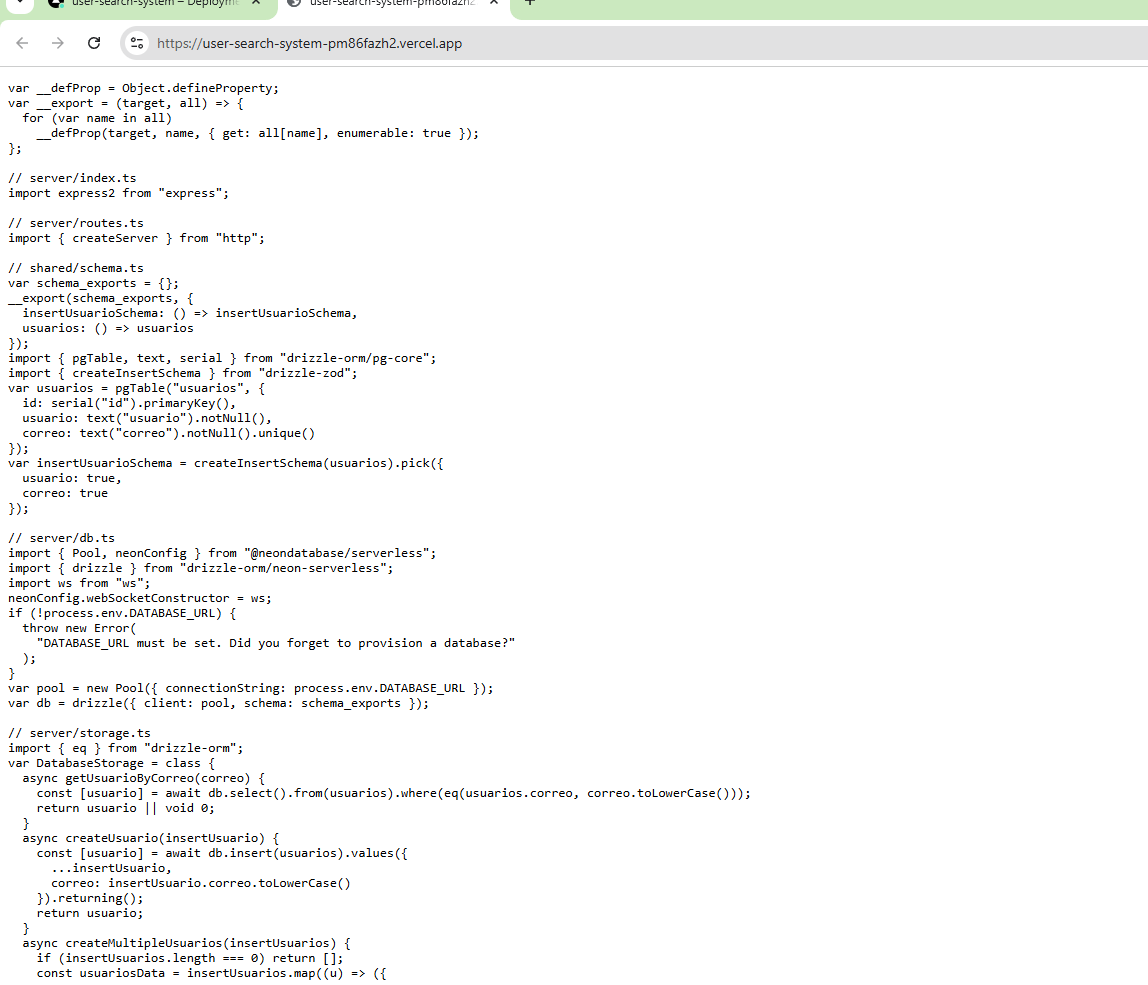 user-search-system – Deployme
user-search-system-pm86fazh2
https://user-search-system-pm86fazh2.vercel.app
var __defProp = Object.defineProperty;
var __export = (target, all) => {
  for (var name in all)
    __defProp(target, name, { get: all[name], enumerable: true });
};
// server/index.ts
import express2 from "express";
// server/routes.ts
import { createServer } from "http";
// shared/schema.ts
var schema_exports = {};
__export(schema_exports, {
  insertUsuarioSchema: () => insertUsuarioSchema,
  usuarios: () => usuarios
});
import { pgTable, text, serial } from "drizzle-orm/pg-core";
import { createInsertSchema } from "drizzle-zod";
var usuarios = pgTable("usuarios", {
  id: serial("id").primaryKey(),
  usuario: text("usuario").notNull(),
  correo: text("correo").notNull().unique()
});
var insertUsuarioSchema = createInsertSchema(usuarios).pick({
  usuario: true,
  correo: true
});
// server/db.ts
import { Pool, neonConfig } from "@neondatabase/serverless";
import { drizzle } from "drizzle-orm/neon-serverless";
import ws from "ws";
neonConfig.webSocketConstructor = ws;
if (!process.env.DATABASE_URL) {
  throw new Error(
    "DATABASE_URL must be set. Did you forget to provision a database?"
  );
}
var pool = new Pool({ connectionString: process.env.DATABASE_URL });
var db = drizzle({ client: pool, schema: schema_exports });
// server/storage.ts
import { eq } from "drizzle-orm";
var DatabaseStorage = class {
  async getUsuarioByCorreo(correo) {
    const [usuario] = await db.select().from(usuarios).where(eq(usuarios.correo, correo.toLowerCase()));
    return usuario || void 0;
  }
  async createUsuario(insertUsuario) {
    const [usuario] = await db.insert(usuarios).values({
      ...insertUsuario,
      correo: insertUsuario.correo.toLowerCase()
    }).returning();
    return usuario;
  }
  async createMultipleUsuarios(insertUsuarios) {
    if (insertUsuarios.length === 0) return [];
    const usuariosData = insertUsuarios.map((u) => ({